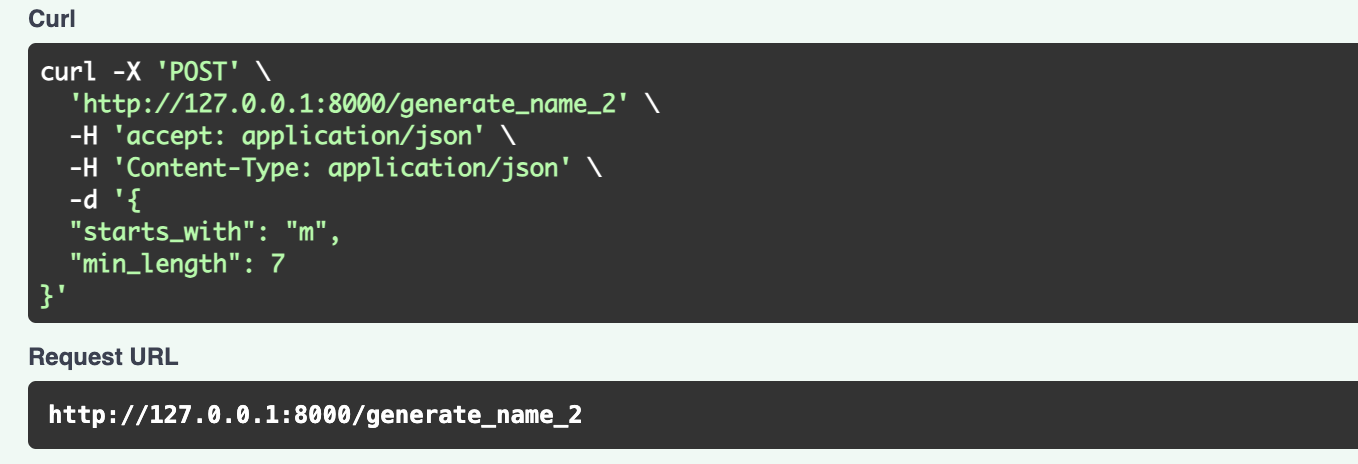 Curl
curl -X 'POST' \
  'http://127.0.0.1:8000/generate_name_2' \
  -H 'accept: application/json' \
  -H 'Content-Type: application/json' \
  -d '{
  "starts_with": "m",
  "min_length": 7
}'
Request URL
http://127.0.0.1:8000/generate_name_2